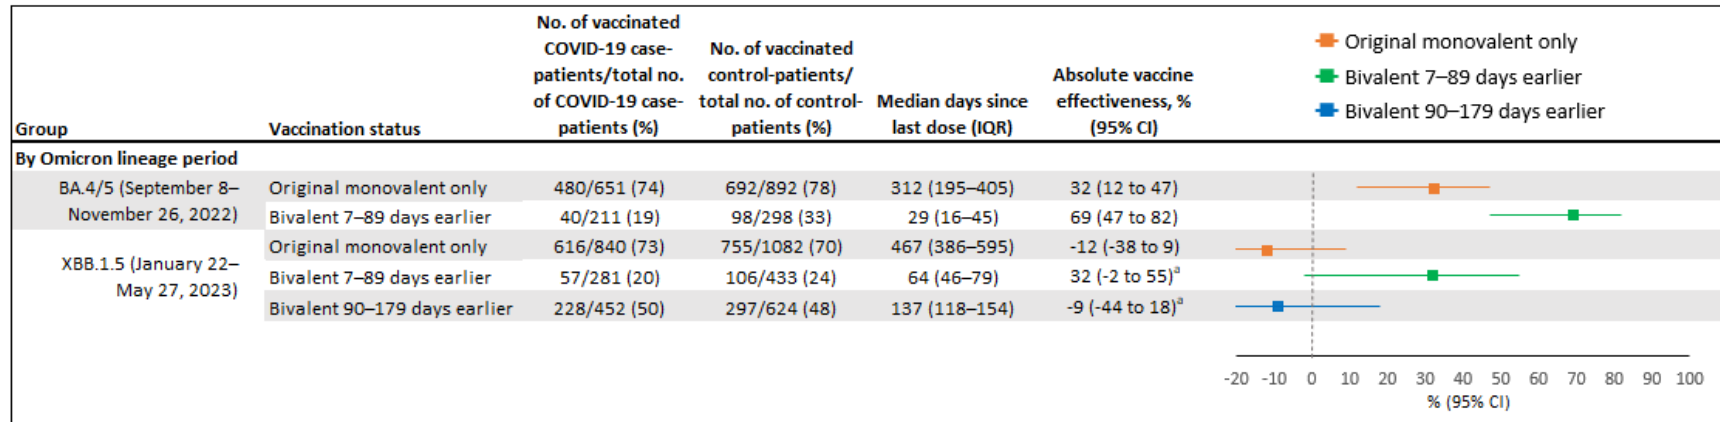 No. of vaccinated
COVID-19 case-
patients/total no.
of COVID-19 case-
patients (%)
No. of vaccinated
control-patients/
total no. of control-
patients (%)
Median days since
last dose (IQR)
Absolute vaccine
effectiveness, %
(95% CI)
Original monovalent only
Bivalent 7–89 days earlier
Bivalent 90–179 days earlier
Group
Vaccination status
By Omicron lineage period
BA.4/5 (September 8–
November 26, 2022)
Original monovalent only 480/651 (74) 692/892 (78) 312 (195–405) 32 (12 to 47)
Bivalent 7–89 days earlier 40/211 (19) 98/298 (33) 29 (16–45) 69 (47 to 82)
XBB.1.5 (January 22–
May 27, 2023)
Original monovalent only 616/840 (73) 755/1082 (70) 467 (386–595) -12 (-38 to 9)
Bivalent 7–89 days earlier 57/281 (20) 106/433 (24) 64 (46–79) 32 (-2 to 55)a
Bivalent 90–179 days earlier 228/452 (50) 297/624 (48) 137 (118–154) -9 (-44 to 18)a
-20 -10 0 10 20 30 40 50 60 70 80 90 100
% (95% CI)